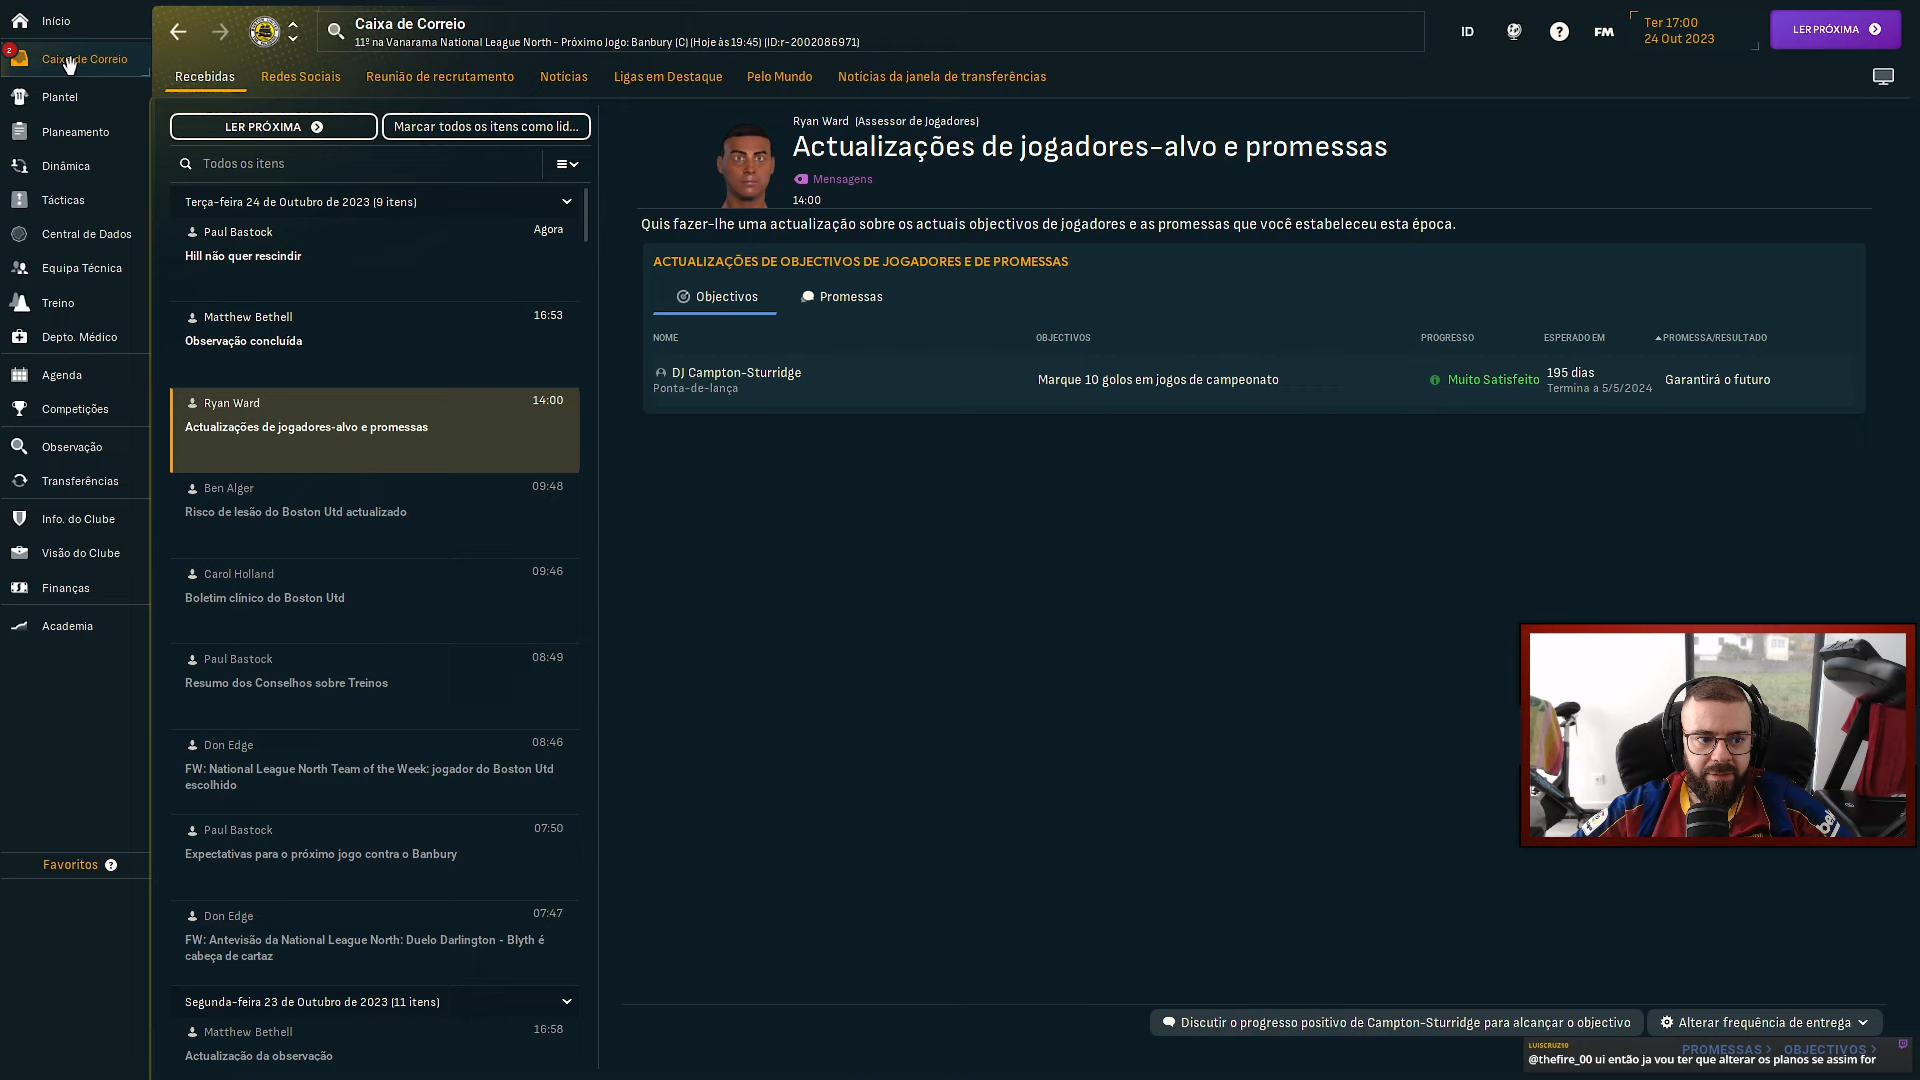 Início
Caixa de Correio
2
Plantel
Planeamento
Dinâmica
Tácticas
Central de Dados
Equipa Técnica
Treino
Depto. Médico
Agenda
Competições
Observação
Transferências
Info. do Clube
Visão do Clube
Finanças
Academia
Favoritos
Caixa de Correio
11º na Vanarama National League North - Próximo Jogo: Banbury (C) (Hoje às 19:45) (ID:r-2002086971)
ID
FM
Ter 17:00
24 Out 2023
LER PRÓXIMA
Recebidas
Redes Sociais
Reunião de recrutamento
Notícias
Ligas em Destaque
Pelo Mundo
Notícias da janela de transferências
LER PRÓXIMA
Marcar todos os itens como lid...
Todos os itens
Terça-feira 24 de Outubro de 2023 (9 itens)
Paul Bastock
Agora
Hill não quer rescindir
Matthew Bethell
16:53
Observação concluída
Ryan Ward
14:00
Actualizações de jogadores-alvo e promessas
Ben Alger
09:48
Risco de lesão do Boston Utd actualizado
Carol Holland
09:46
Boletim clínico do Boston Utd
Paul Bastock
08:49
Resumo dos Conselhos sobre Treinos
Don Edge
08:46
FW: National League North Team of the Week: jogador do Boston Utd
escolhido
Paul Bastock
07:50
Expectativas para o próximo jogo contra o Banbury
Don Edge
07:47
FW: Antevisão da National League North: Duelo Darlington - Blyth é
cabeça de cartaz
Segunda-feira 23 de Outubro de 2023 (11 itens)
Matthew Bethell
16:58
Actualização da observação
Ryan Ward (Assessor de Jogadores)
Actualizações de jogadores-alvo e promessas
Mensagens
14:00
Quis fazer-lhe uma actualização sobre os actuais objectivos de jogadores e as promessas que você estabeleceu esta época.
ACTUALIZAÇÕES DE OBJECTIVOS DE JOGADORES E DE PROMESSAS
Objectivos
Promessas
NOME
OBJECTIVOS
PROGRESSO
ESPERADO EM
PROMESSA/RESULTADO
DJ Campton-Sturridge
Ponta-de-lança
Marque 10 golos em jogos de campeonato
Muito Satisfeito
195 dias
Termina a 5/5/2024
Garantirá o futuro
Discutir o progresso positivo de Campton-Sturridge para alcançar o objectivo
Alterar frequência de entrega
PROMESSAS >
OBJECTIVOS >
LUISCRUZ10
@thefire_00 ui então ja vou ter que alterar os planos se assim for